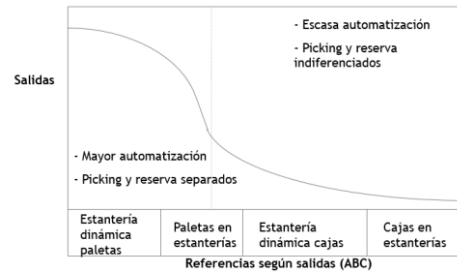 - Escasa automatización
- Picking y reserva
indiferenciados
Salidas
- Mayor automatización
- Picking y reserva separados
Estantería
dinámica
paletas
Paletas en
estanterías
Estantería
dinámica cajas
Cajas en
estanterías
Referencias según salidas (ABC)